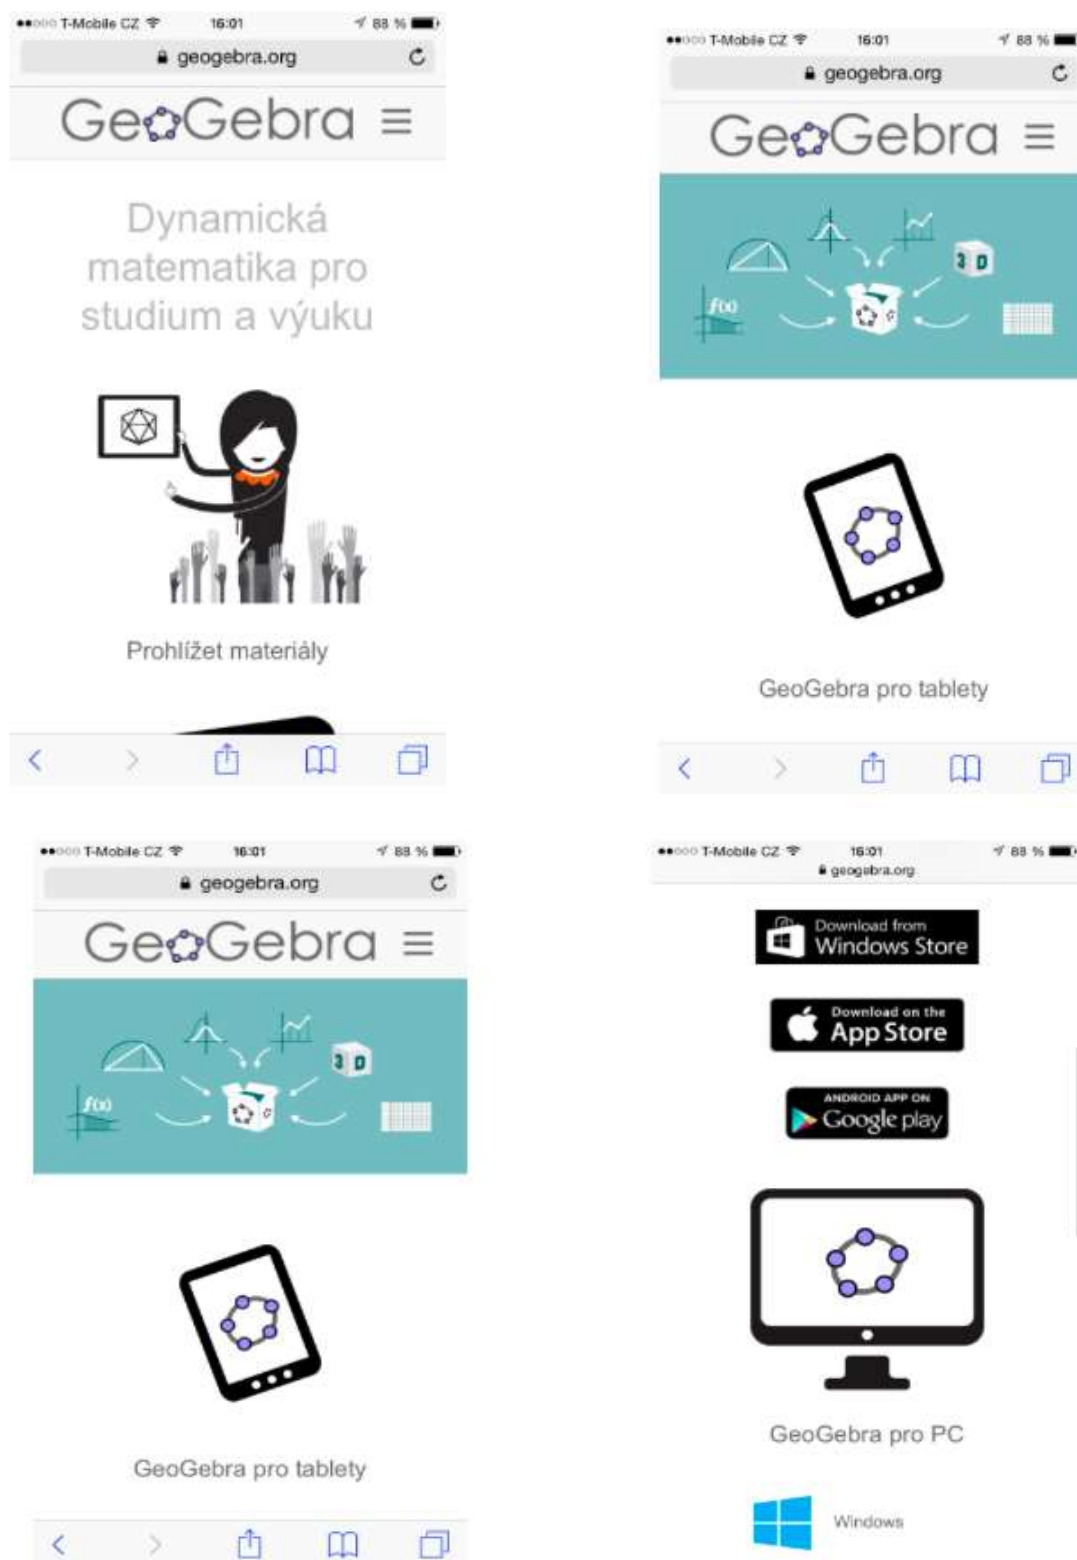 T-Mobile CZ 16:01 88 %
geogebra.org
GeoGebra
Dynamická
matematika pro
studium a výuku
Prohlížet materiály
T-Mobile CZ 16:01 88 %
geogebra.org
GeoGebra
f(x)
3 D
GeoGebra pro tablety
T-Mobile CZ 16:01 88 %
geogebra.org
GeoGebra
f(x)
3 D
GeoGebra pro tablety
T-Mobile CZ 16:01 88 %
geogebra.org
Download from
Windows Store
Download on the
App Store
ANDROID APP ON
Google play
GeoGebra pro PC
Windows